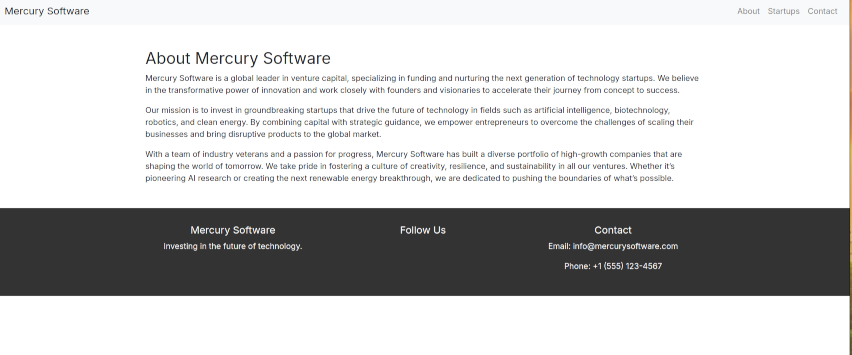 Mercury Software
About Startups Contact
About Mercury Software
Mercury Software is a global leader in venture capital, specializing in funding and nurturing the next generation of technology startups. We believe
in the transformative power of innovation and work closely with founders and visionaries to accelerate their journey from concept to success.
Our mission is to invest in groundbreaking startups that drive the future of technology in fields such as artificial intelligence, biotechnology,
robotics, and clean energy. By combining capital with strategic guidance, we empower entrepreneurs to overcome the challenges of scaling their
businesses and bring disruptive products to the global market.
With a team of industry veterans and a passion for progress, Mercury Software has built a diverse portfolio of high-growth companies that are
shaping the world of tomorrow. We take pride in fostering a culture of creativity, resilience, and sustainability in all our ventures. Whether it's
pioneering AI research or creating the next renewable energy breakthrough, we are dedicated to pushing the boundaries of what's possible.
Mercury Software
Investing in the future of technology.
Follow Us
Contact
Email: info@mercurysoftware.com
Phone: +1 (555) 123-4567